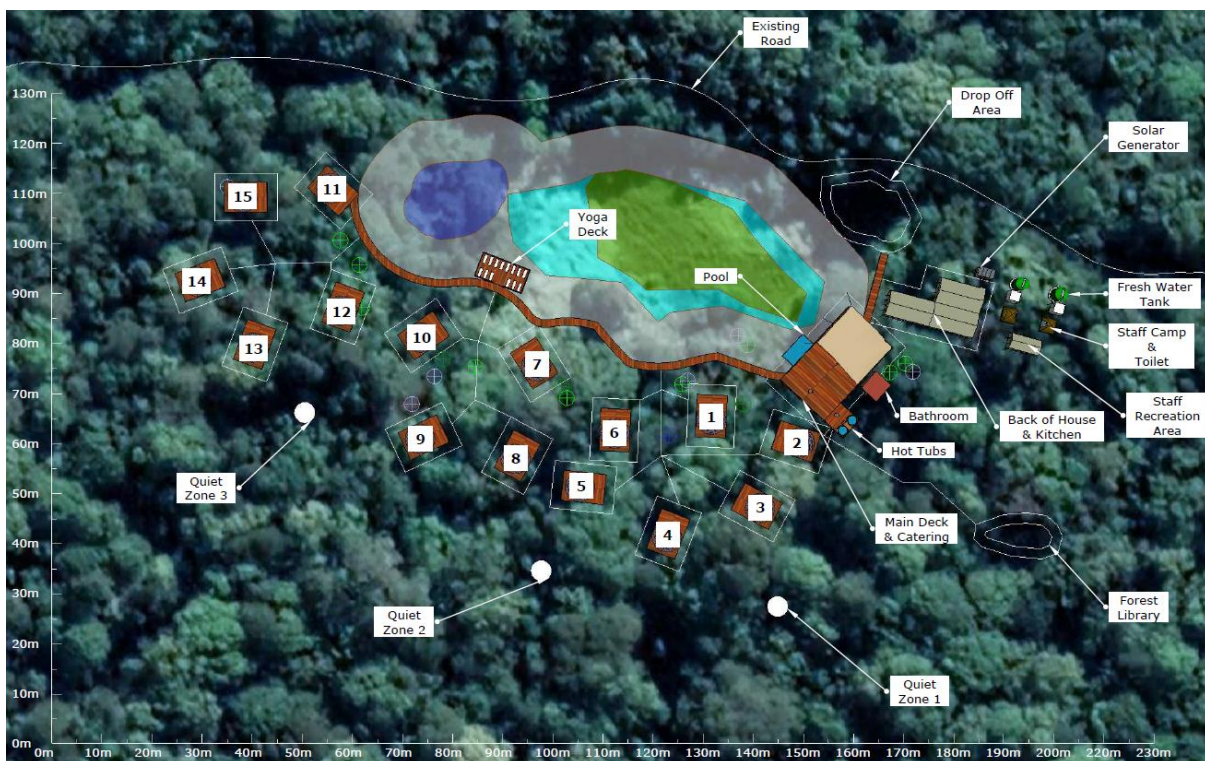 Existing
Road
Drop Off
Area
Solar
Generator
130m
120m
110m
100m
90m
80m
70m
60m
50m
40m
30m
20m
10m
0m
15
11
Yoga
Deck
14
Pool
Fresh Water
Tank
12
10
Staff Camp
&
Toilet
13
7
Staff
Recreation
Area
1
Bathroom
Back of House
& Kitchen
9
6
2
Hot Tubs
8
5
3
Quiet
Zone 3
4
Main Deck
& Catering
Quiet
Zone 2
Forest
Library
Quiet
Zone 1
0m 10m 20m 30m 40m 50m 60m 70m 80m 90m 100m 110m 120m 130m 140m 150m 160m 170m 180m 190m 200m 210m 220m 230m